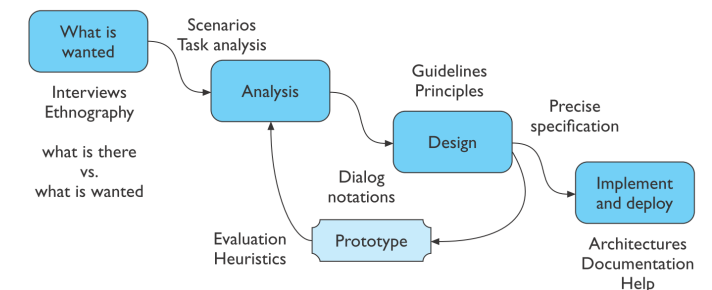 What is
wanted
Scenarios
Task analysis
Interviews
Ethnography
what is there
vs.
what is wanted
Analysis
Guidelines
Principles
Design
Precise
specification
Dialog
notations
Implement
and deploy
Evaluation
Heuristics
Prototype
Architectures
Documentation
Help